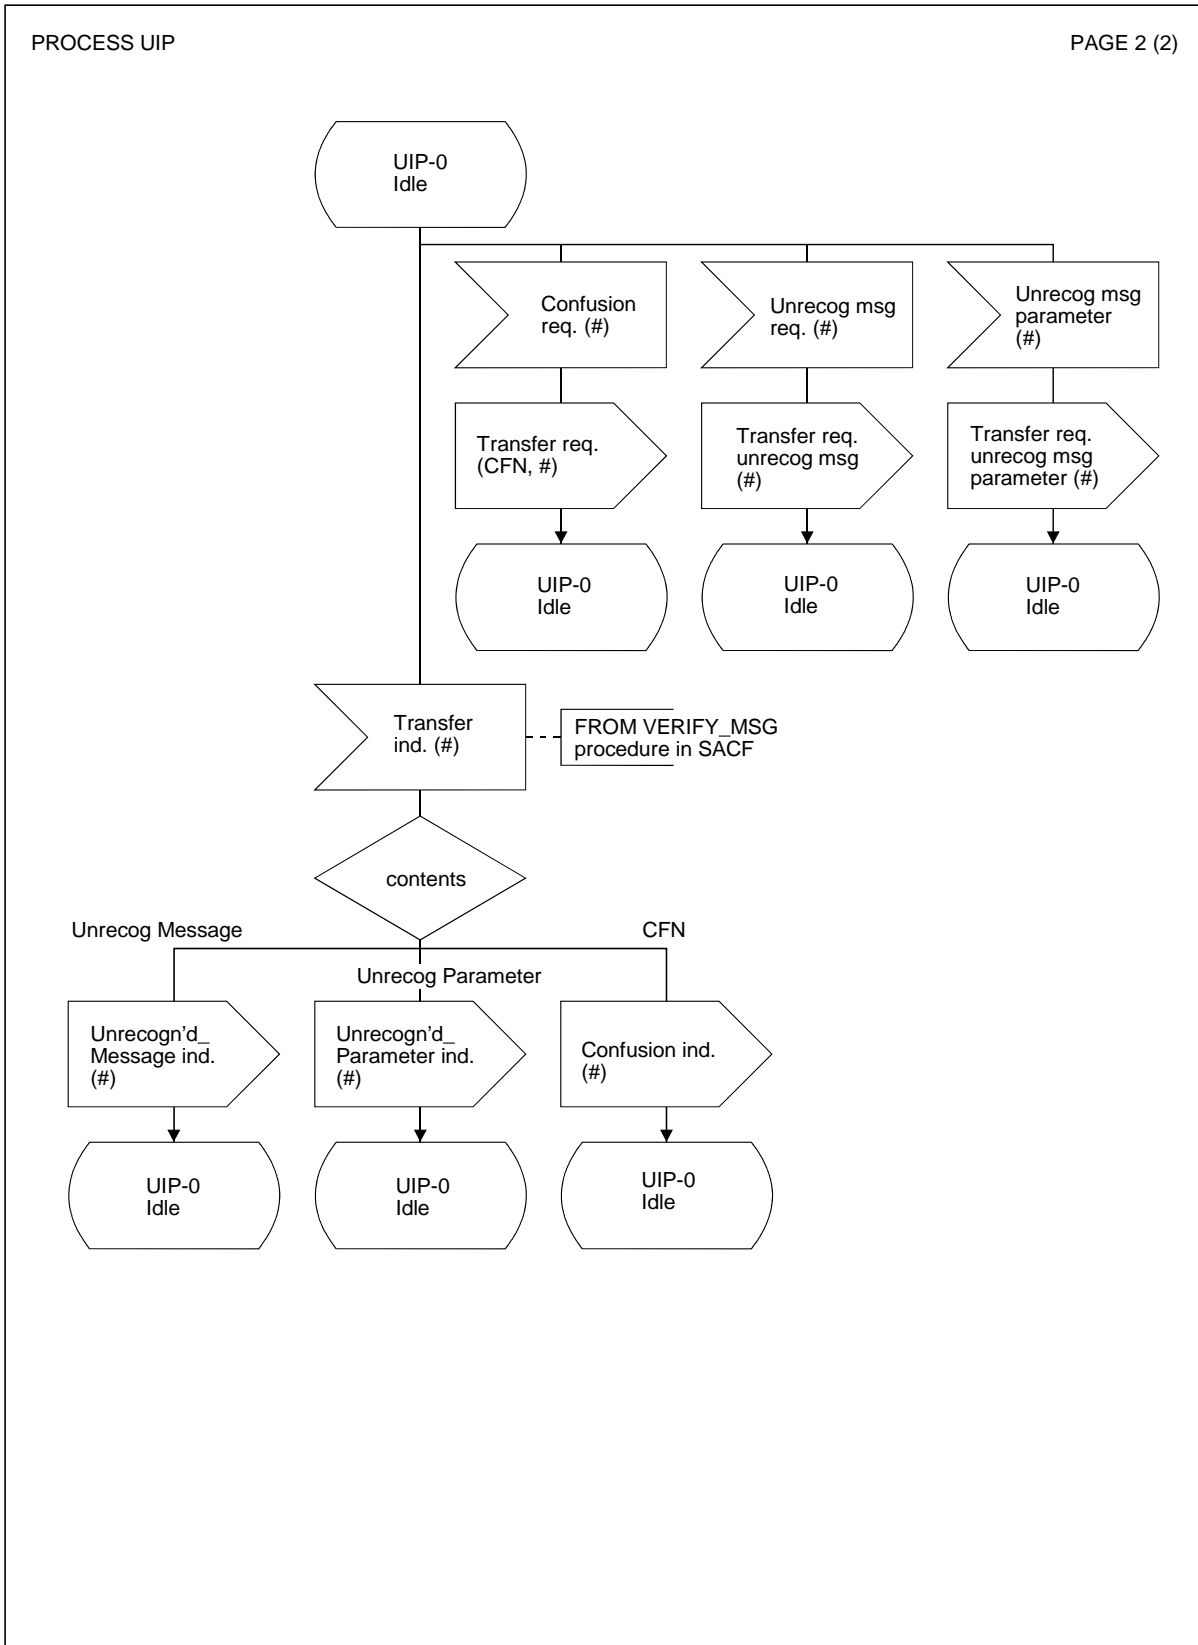 PROCESS UIP
PAGE 2 (2)
UIP-0
Idle
Confusion
req. (#)
Unrecog msg
req. (#)
Unrecog msg
parameter
(#)
Transfer req.
(CFN, #)
Transfer req.
unrecog msg
(#)
Transfer req.
unrecog msg
parameter (#)
UIP-0
Idle
UIP-0
Idle
UIP-0
Idle
Transfer
ind. (#)
FROM VERIFY_MSG
procedure in SACF
contents
Unrecog Message
CFN
Unrecog Parameter
Unrecogn'd_
Message ind.
(#)
Unrecogn'd_
Parameter ind.
(#)
Confusion ind.
(#)
UIP-0
Idle
UIP-0
Idle
UIP-0
Idle